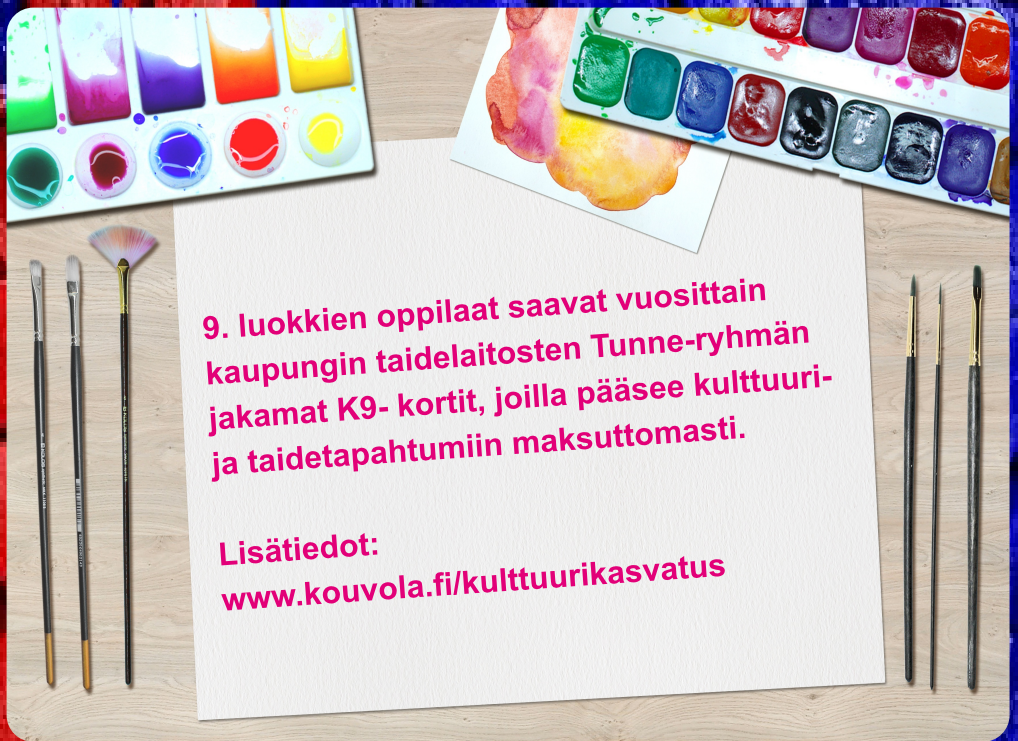 9. luokkien oppilaat saavat vuosittain
kaupungin taidelaitosten Tunne-ryhmän
jakamat K9- kortit, joilla pääsee kulttuuri-
ja taidetapahtumiin maksuttomasti.
Lisätiedot:
www.kouvola.fi/kulttuurikasvatus